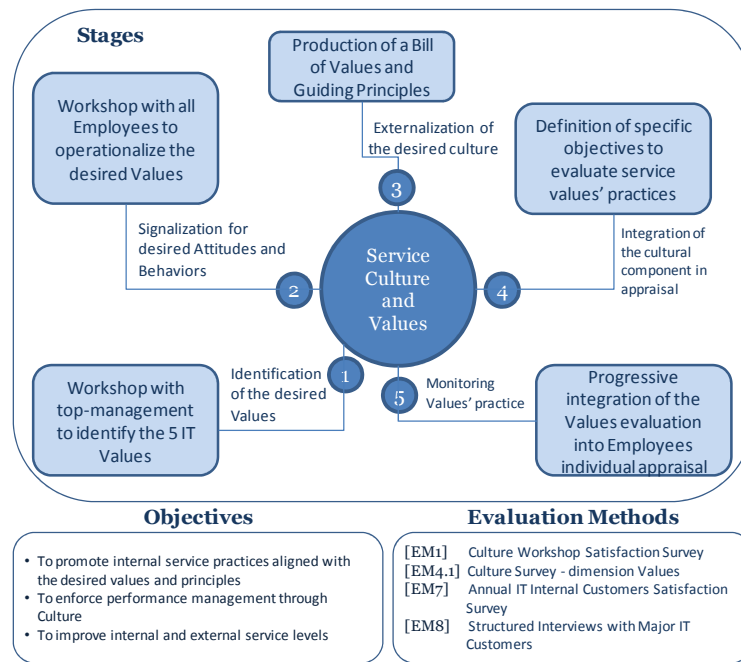 Stages
Production of a Bill
of Values and
Guiding Principles
Workshop with all
Employees to
operationalize the
desired Values
Externalization of
the desired culture
Definition of specific
objectives to
evaluate service
values' practices
3
Signalization for
desired Attitudes and
Behaviors
Service
Culture
and
Values
Integration of
the cultural
component in
appraisal
2
4
Workshop with
top-management
to identify the 5 IT
Values
Identification
of the desired
Values
1
5
Monitoring
Values' practice
Progressive
integration of the
Values evaluation
into Employees
individual appraisal
Objectives
• To promote internal service practices aligned with
the desired values and principles
• To enforce performance management through
Culture
• To improve internal and external service levels
Evaluation Methods
[EM1] Culture Workshop Satisfaction Survey
[EM4.1] Culture Survey - dimension Values
[EM7] Annual IT Internal Customers Satisfaction
Survey
[EM8] Structured Interviews with Major IT
Customers